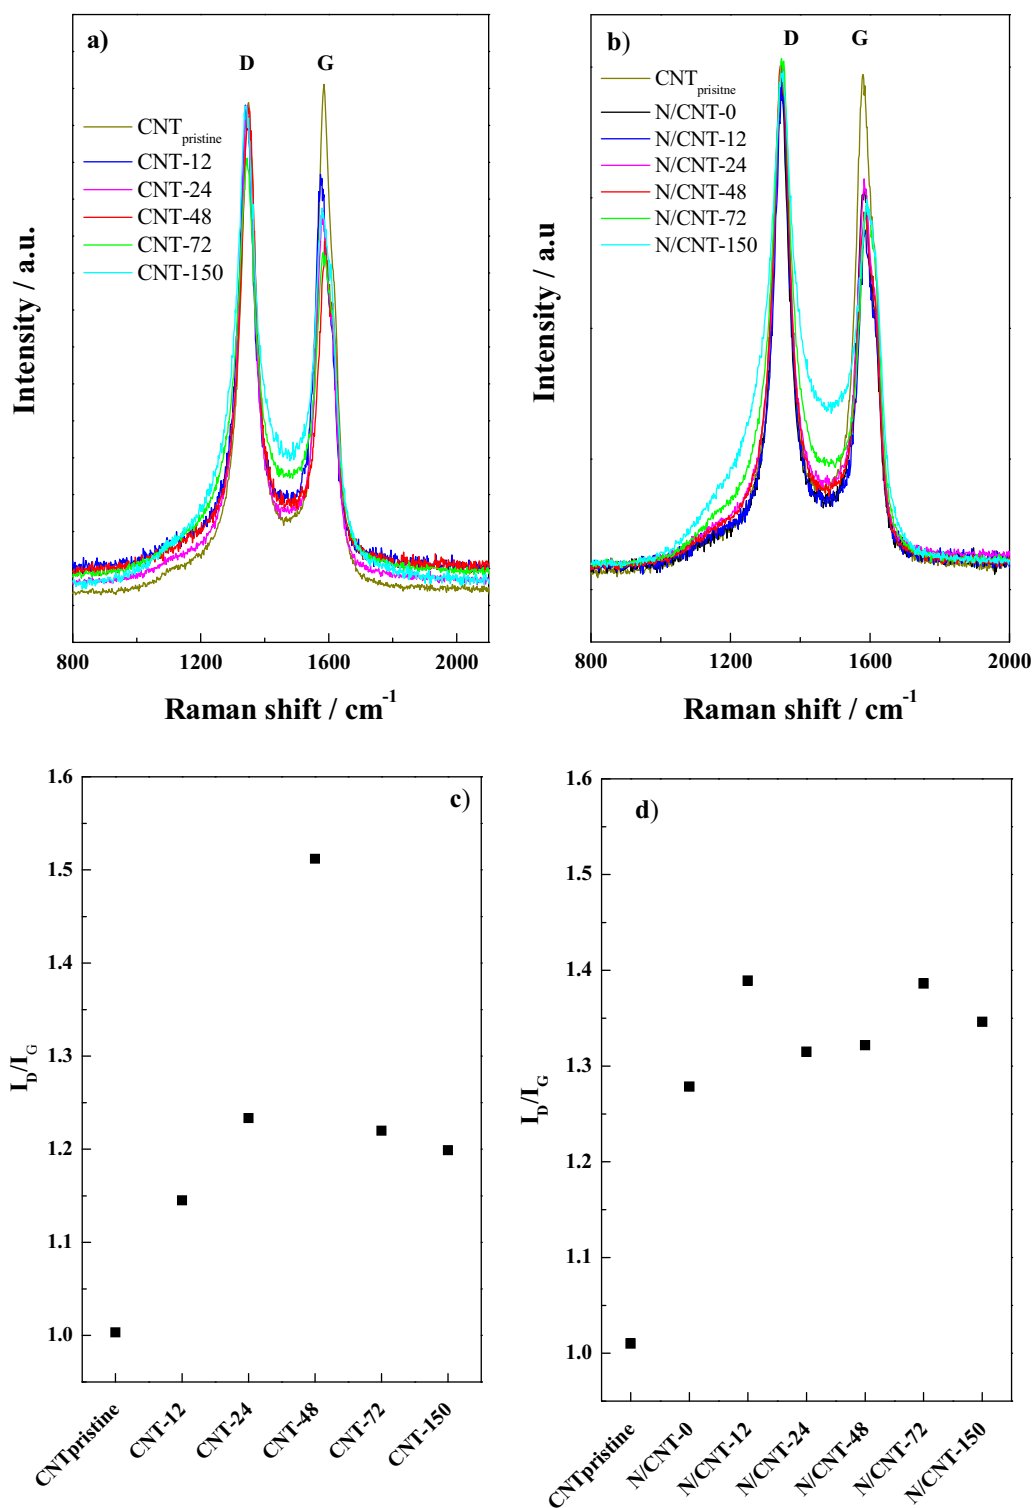 a)
D G
CNTpristine
CNT-12
CNT-24
CNT-48
CNT-72
CNT-150
Intensity / a.u.
800 1200 1600 2000
Raman shift / cm-1
b)
D G
CNTprisitne
N/CNT-0
N/CNT-12
N/CNT-24
N/CNT-48
N/CNT-72
N/CNT-150
Intensity / a.u
800 1200 1600 2000
Raman shift / cm-1
c)
1.6
1.5
1.4
1.3
1.2
1.1
1.0
ID/IG
CNTpristine
CNT-12
CNT-24
CNT-48
CNT-72
CNT-150
d)
1.6
1.5
1.4
1.3
1.2
1.1
1.0
ID/IG
CNTpristine
N/CNT-0
N/CNT-12
N/CNT-24
N/CNT-48
N/CNT-72
N/CNT-150